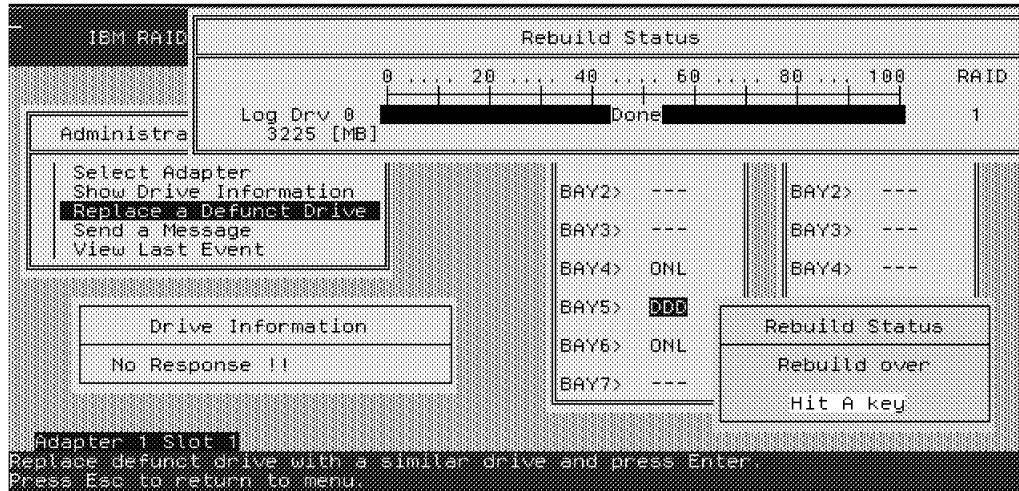 IBM RAID
Rebuild Status
0 .... 20 .... 40 .... 60 .... 80 .... 100 RAID
Log Drv 0 Done 1
3225 [MB]
Administra
Select Adapter
Show Drive Information
Replace a Defunct Drive
Send a Message
View Last Event
BAY2> ---
BAY3> ---
BAY4> ONL
BAY5> DDD
BAY6> ONL
BAY7> ---
BAY2> ---
BAY3> ---
BAY4> ---
Drive Information
No Response !!
Rebuild Status
Rebuild over
Hit A key
Adapter 1 Slot 1
Replace defunct drive with a similar drive and press Enter.
Press Esc to return to menu.